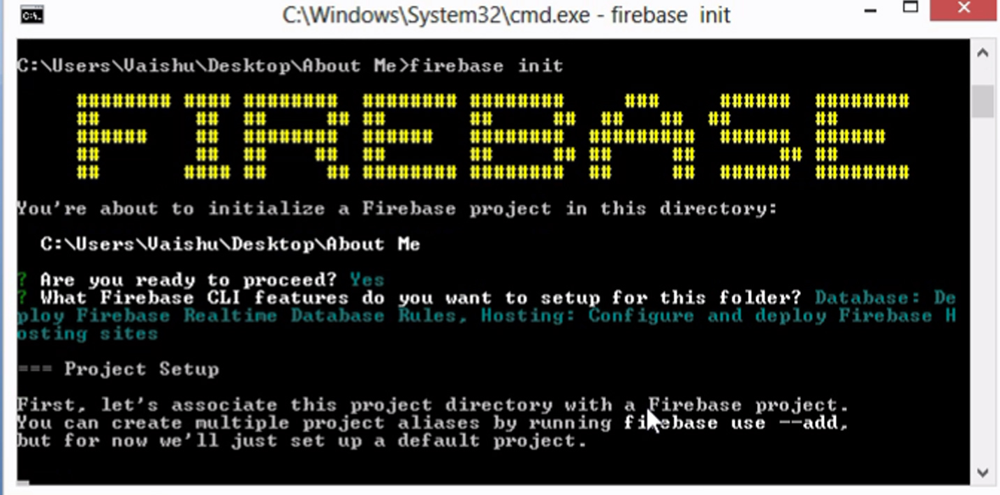 C:\Windows\System32\cmd.exe - firebase init
C:\Users\Vaishu\Desktop\About Me>firebase init
FIREBASE
You're about to initialize a Firebase project in this directory:
C:\Users\Vaishu\Desktop\About Me
? Are you ready to proceed? Yes
? What Firebase CLI features do you want to setup for this folder? Database: De
ploy Firebase Realtime Database Rules, Hosting: Configure and deploy Firebase H
osting sites
=== Project Setup
First, let's associate this project directory with a Firebase project.
You can create multiple project aliases by running firebase use --add,
but for now we'll just set up a default project.